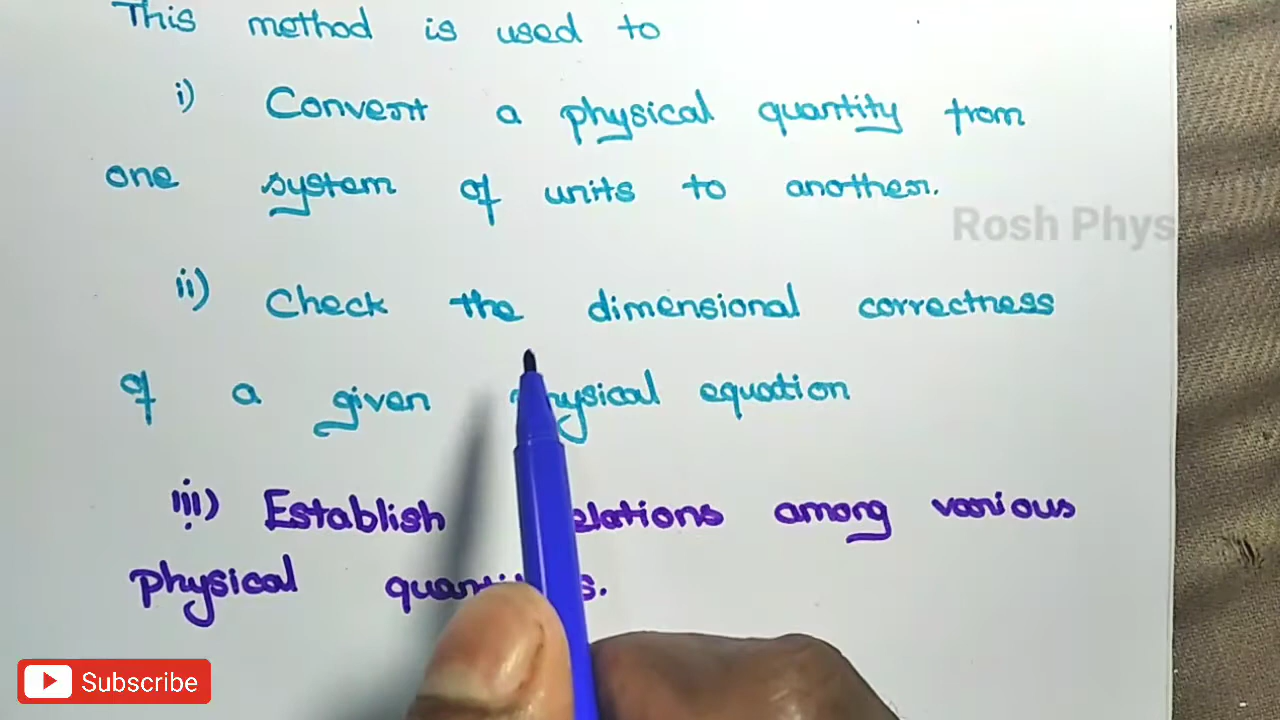 This method is used to
i) Convert a physical quantity from
one system of units to another.
Rosh Phys
ii) Check the dimensional correctness
of a given physical equation
iii) Establish relations among various
physical quantities.
Subscribe